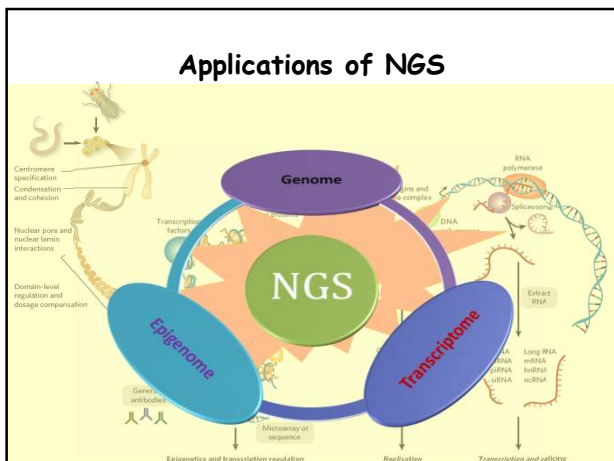 Applications of NGS
Centromere
specification
Condensation
and cohesion
Nuclear pore and
nuclear lamin
interactions
Domain-level
regulation and
dosage compensation
Transcription
factors
Genome
NGS
Epigenome
Transcriptome
antibodies
Microarray or
sequence
Epigenetics and transcription regulation
complex
DNA
Replication
RNA
polymerase
Spliceosome
Extract
RNA
piRNA
siRNA
Long RNA
mRNA
hnRNA
ncRNA
Transcription and splicing